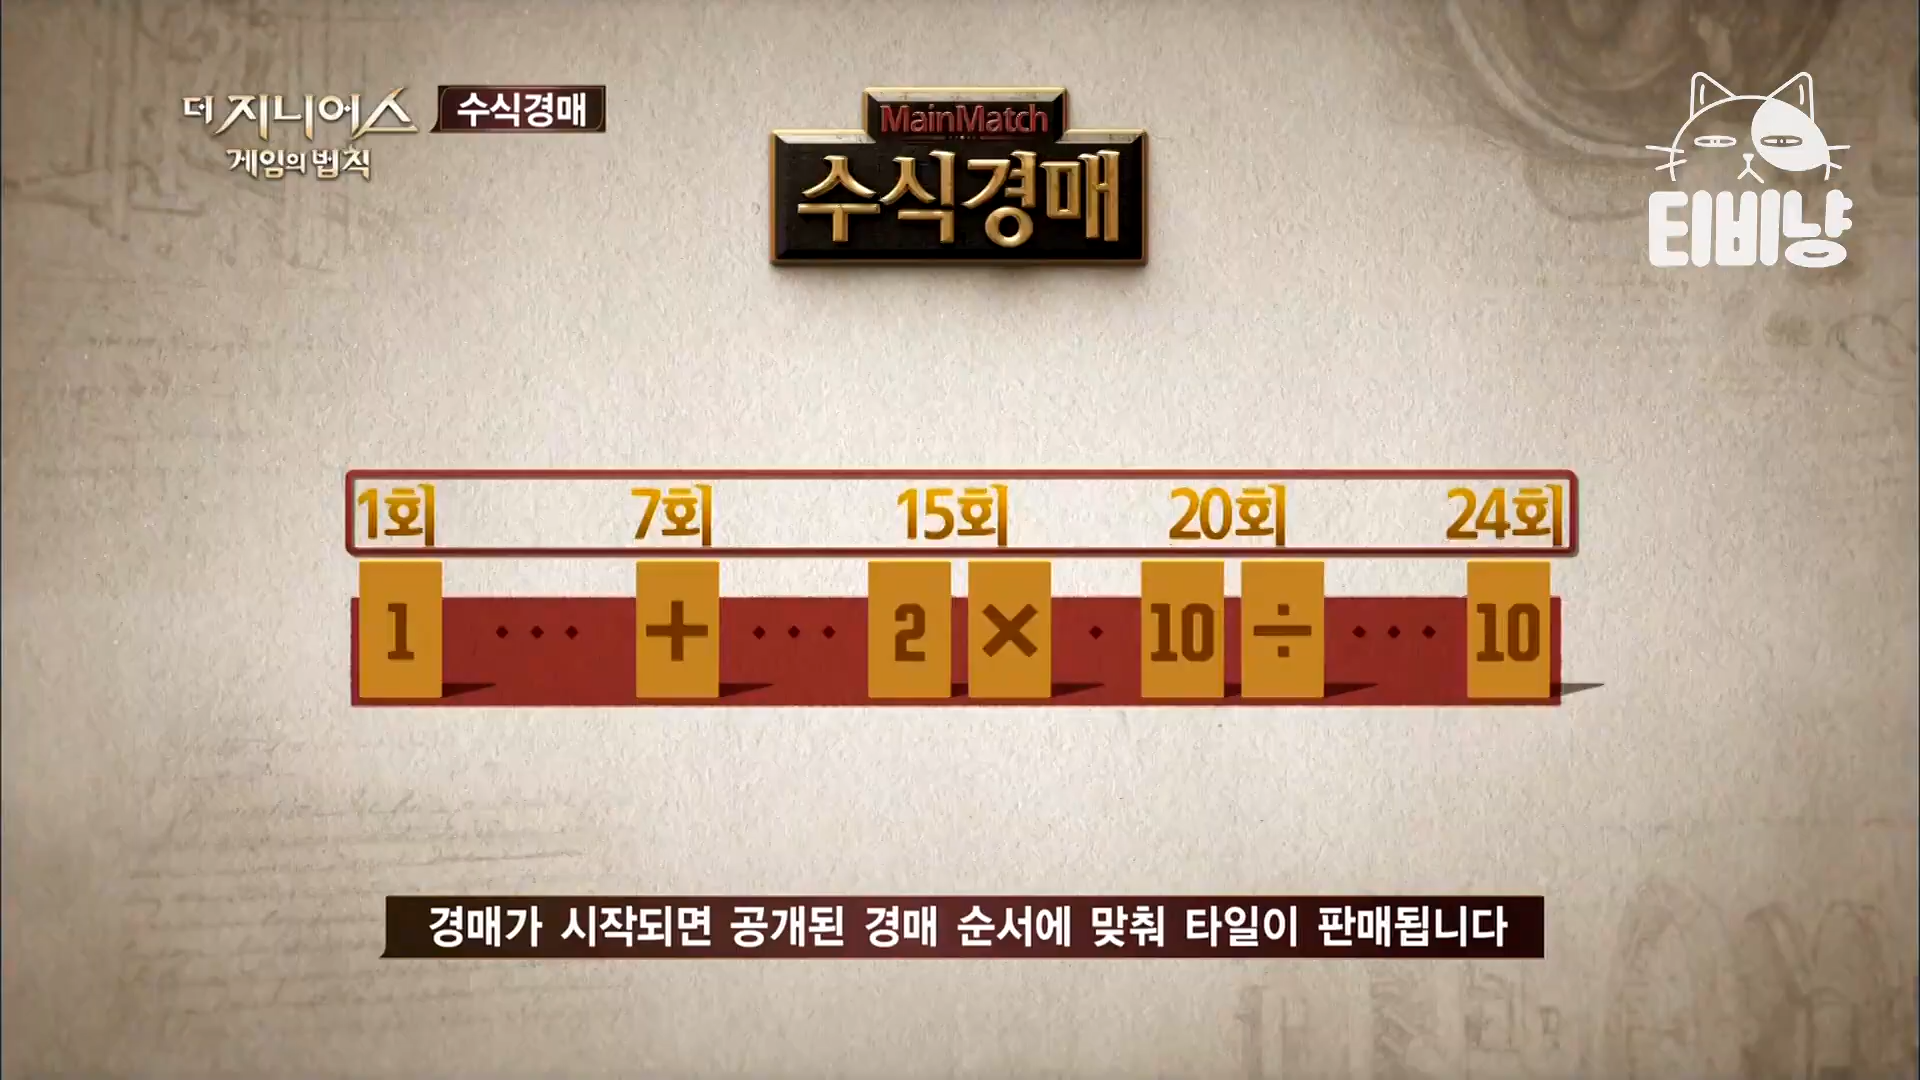 더 지니어스
게임의 법칙
수식경매
MainMatch
수식경매
티비냥
1회 7회 15회 20회 24회
1 + 2 × 10 ÷ 10
경매가 시작되면 공개된 경매 순서에 맞춰 타일이 판매됩니다